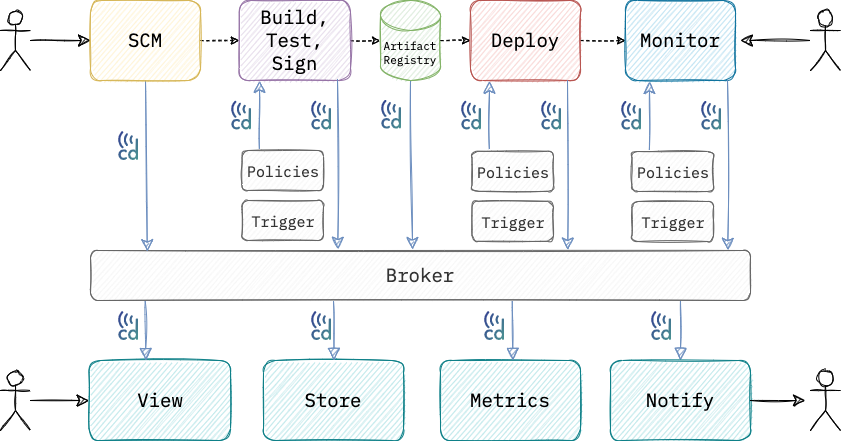 SCM
Build,
Test,
Sign
Artifact
Registry
Deploy
Monitor
cd
cd
cd
cd
cd
cd
cd
cd
Policies
Policies
Policies
Trigger
Trigger
Trigger
Broker
cd
cd
cd
cd
View
Store
Metrics
Notify